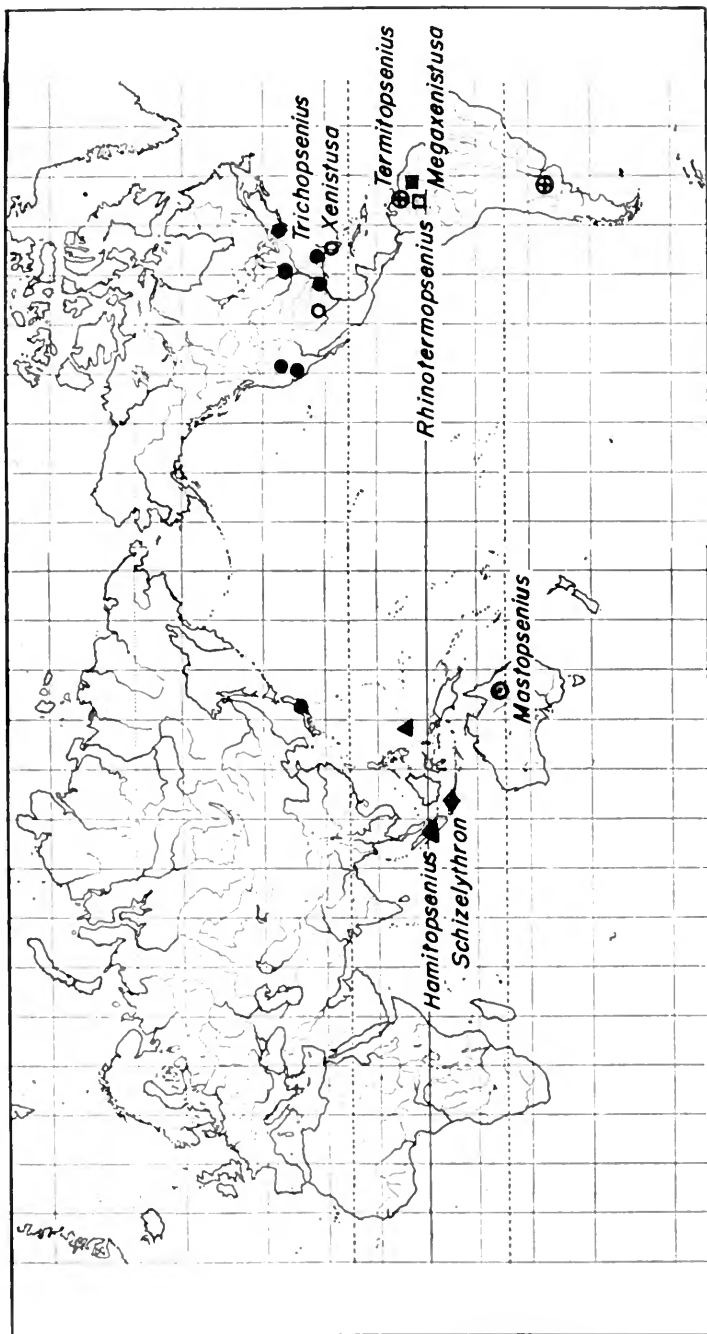 Trichopsenius
Xenistusa
Termitopsenius
Rhinotermopsenius
Megaxenistusa
Hamitopsenius
Schizelythron
Mastopsenius